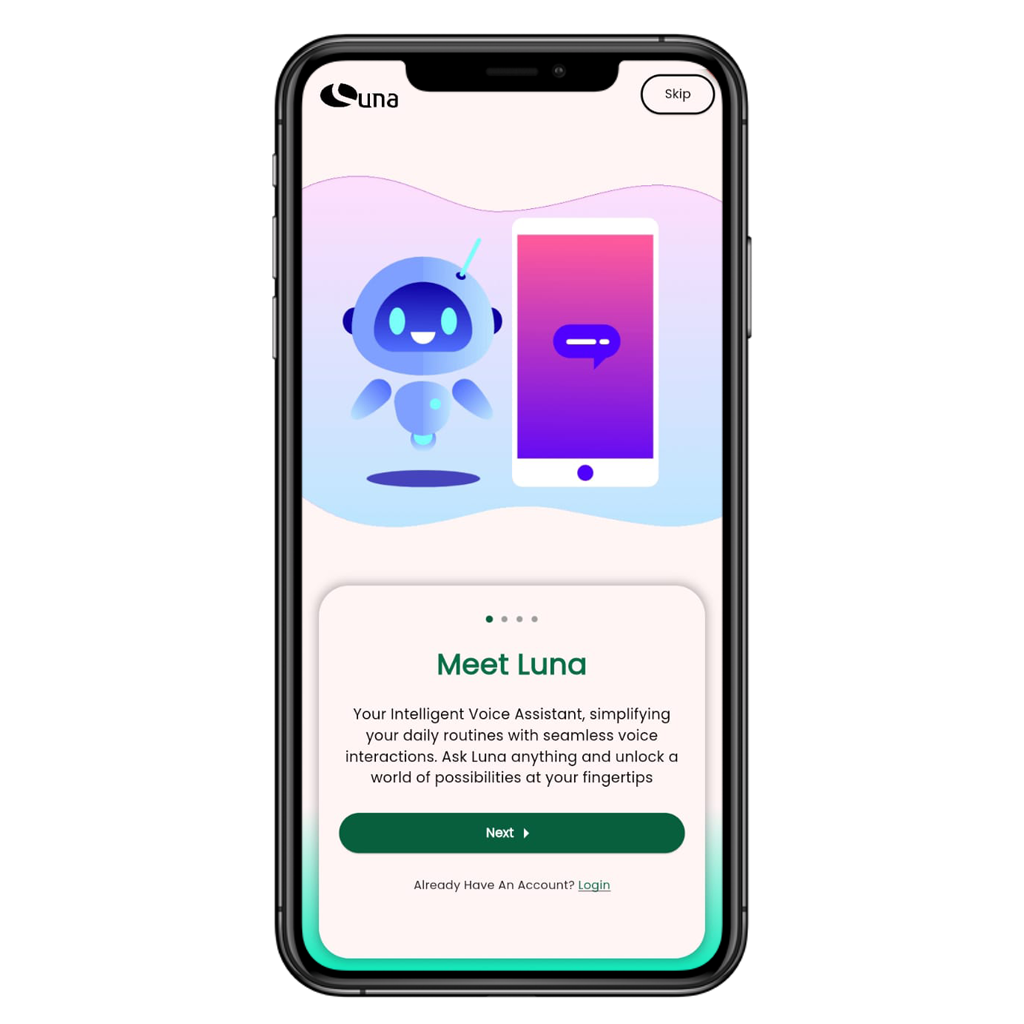 Luna
Skip
Meet Luna
Your Intelligent Voice Assistant, simplifying
your daily routines with seamless voice
interactions. Ask Luna anything and unlock a
world of possibilities at your fingertips
Next
Already Have An Account? Login